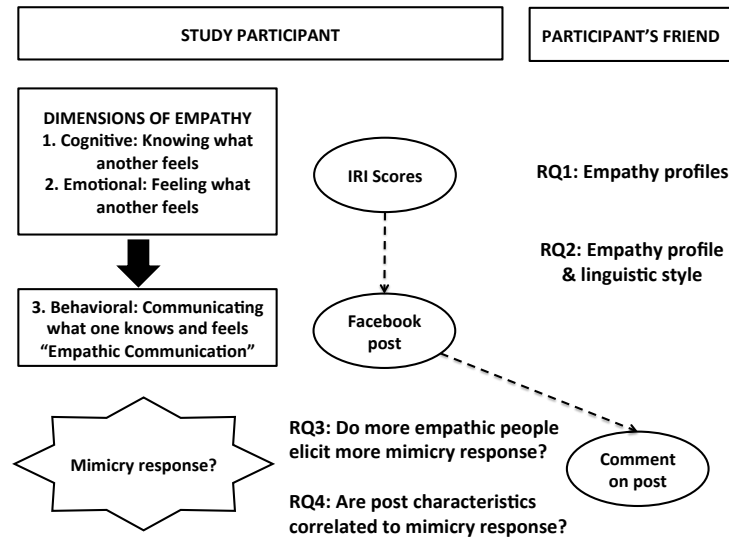 STUDY PARTICIPANT
PARTICIPANT'S FRIEND
DIMENSIONS OF EMPATHY
1. Cognitive: Knowing what
another feels
2. Emotional: Feeling what
another feels
IRI Scores
RQ1: Empathy profiles
RQ2: Empathy profile
& linguistic style
3. Behavioral: Communicating
what one knows and feels
“Empathic Communication”
Facebook
post
Mimicry response?
RQ3: Do more empathic people
elicit more mimicry response?
RQ4: Are post characteristics
correlated to mimicry response?
Comment
on post